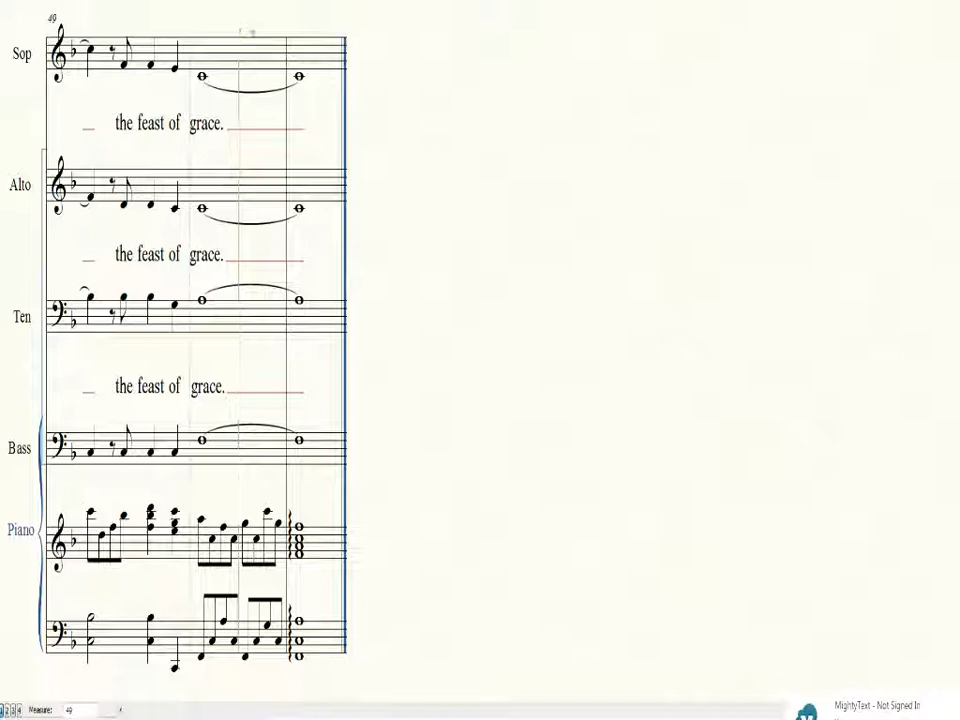 49
Sop
the feast of grace.
Alto
the feast of grace.
Ten
the feast of grace.
Bass
Piano
Measure: 49
MightyText - Not Signed In